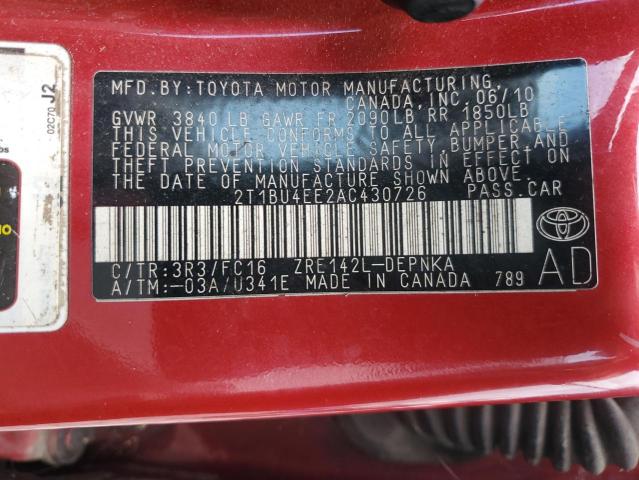 MFD. BY: TOYOTA MOTOR MANUFACTURING,
CANADA, INC. 06/10
GVWR 3840 LB GAWR FR 2090LB RR 1850LB
THIS VEHICLE CONFORMS TO ALL APPLICABLE
FEDERAL MOTOR VEHICLE SAFETY, BUMPER, AND
THEFT PREVENTION STANDARDS IN EFFECT ON
THE DATE OF MANUFACTURE SHOWN ABOVE.
2T1BU4EE2AC430726 PASS. CAR
C/TR: 3R3/FC16 ZRE142L-DEPNKA
A/TM: -03A/U341E MADE IN CANADA 789
AD
02C70 J2